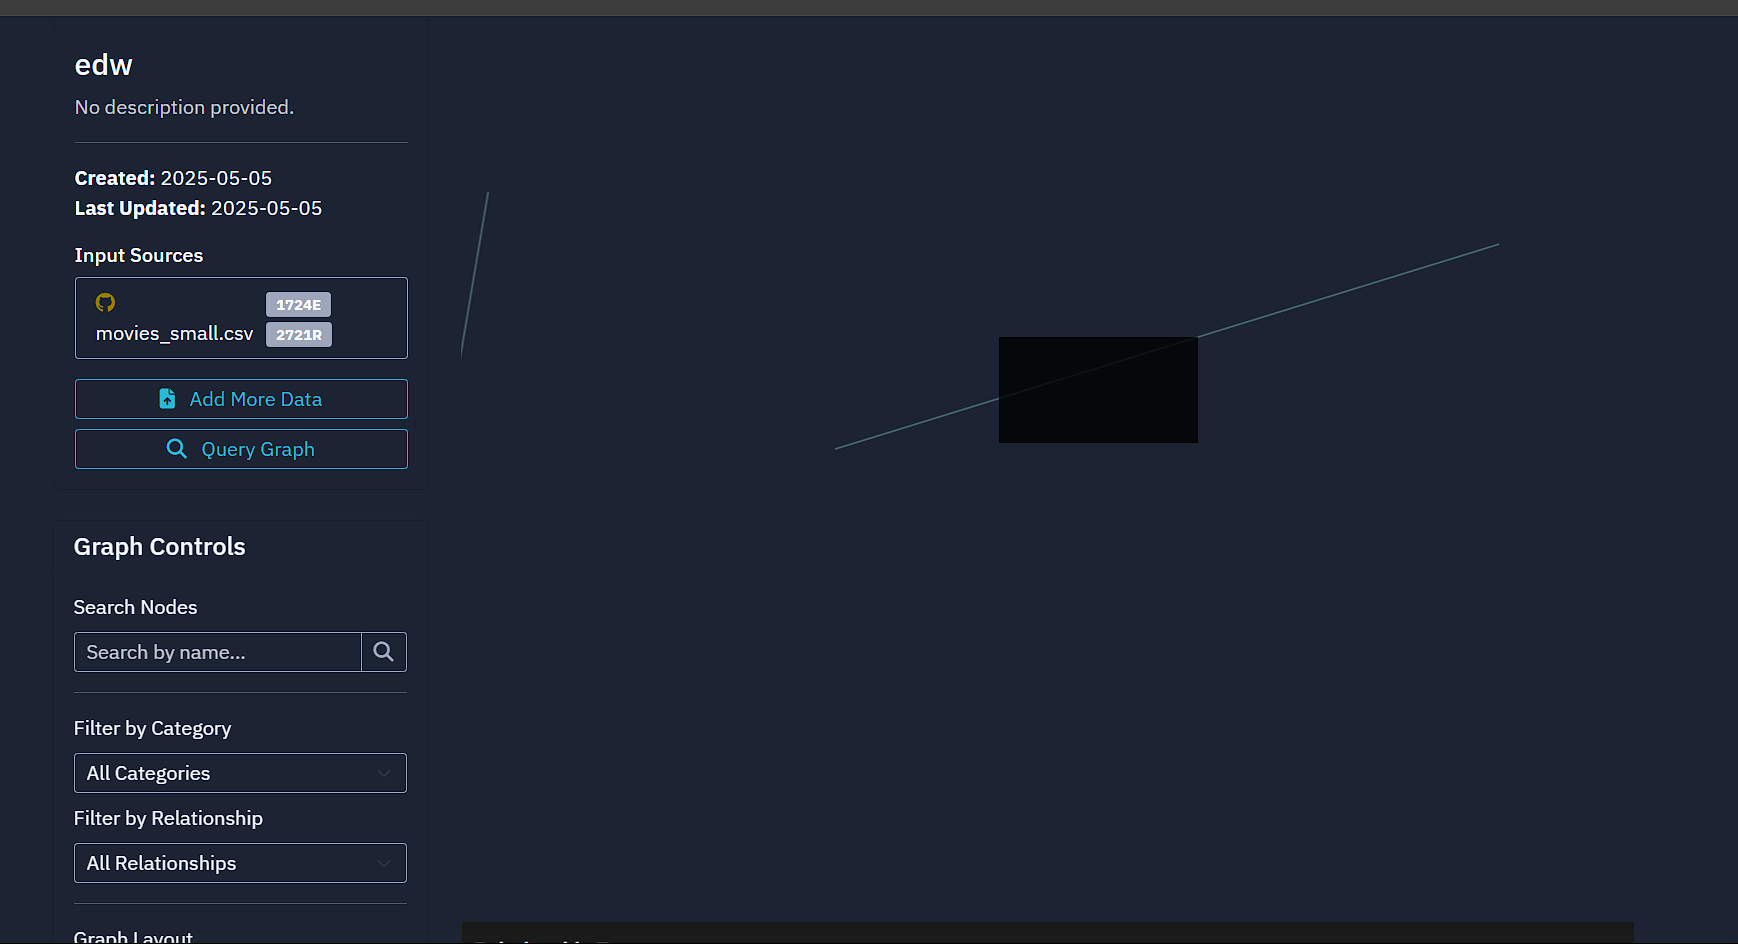 edw
No description provided.
Created: 2025-05-05
Last Updated: 2025-05-05
Input Sources
movies_small.csv
1724E
2721R
Add More Data
Query Graph
Graph Controls
Search Nodes
Search by name...
Filter by Category
All Categories
Filter by Relationship
All Relationships
Graph Layout